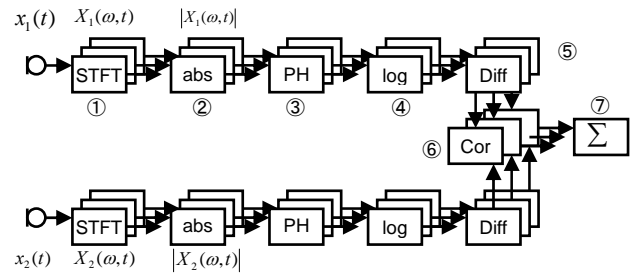 x₁(t) X₁(ω,t) |X₁(ω,t)|
STFT abs PH log Diff ⑤
① ② ③ ④ ⑦
⑥ Cor Σ
STFT abs PH log Diff
x₂(t) X₂(ω,t) |X₂(ω,t)|